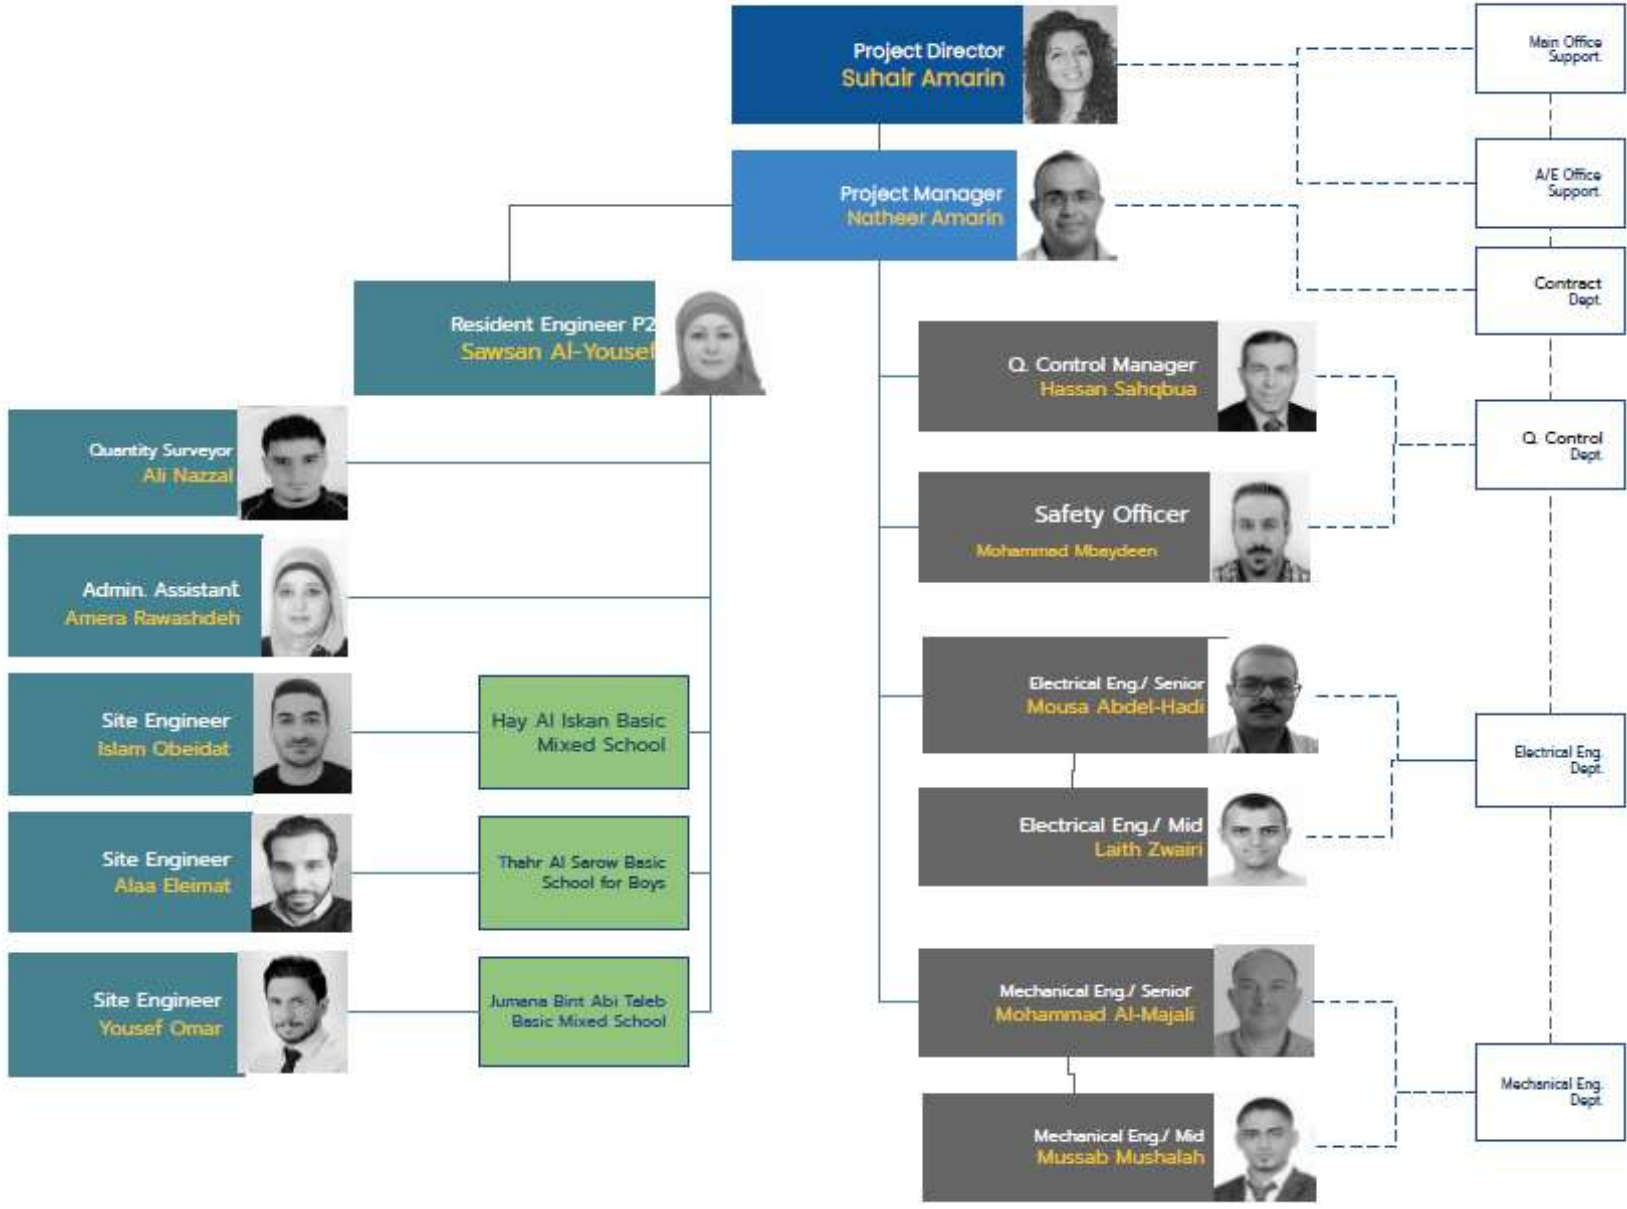 Project Director
Suhair Amarin
Main Office
Support.
A/E Office
Support.
Project Manager
Natheer Amarin
Contract
Dept.
Resident Engineer P2
Sawsan Al-Yousef
Q. Control Manager
Hassan Sahqbua
Q. Control
Dept.
Quantity Surveyor
Ali Nazzal
Safety Officer
Mohammad Mbaydeen
Admin. Assistant
Amera Rawashdeh
Site Engineer
Islam Obeidat
Hay Al Iskan Basic
Mixed School
Electrical Eng./ Senior
Mousa Abdel-Hadi
Electrical Eng.
Dept.
Electrical Eng./ Mid
Laith Zwairi
Site Engineer
Alaa Eleimat
Thahr Al Sarow Basic
School for Boys
Site Engineer
Yousef Omar
Jumana Bint Abi Taleb
Basic Mixed School
Mechanical Eng./ Senior
Mohammad Al-Majali
Mechanical Eng.
Dept.
Mechanical Eng./ Mid
Mussab Mushalah